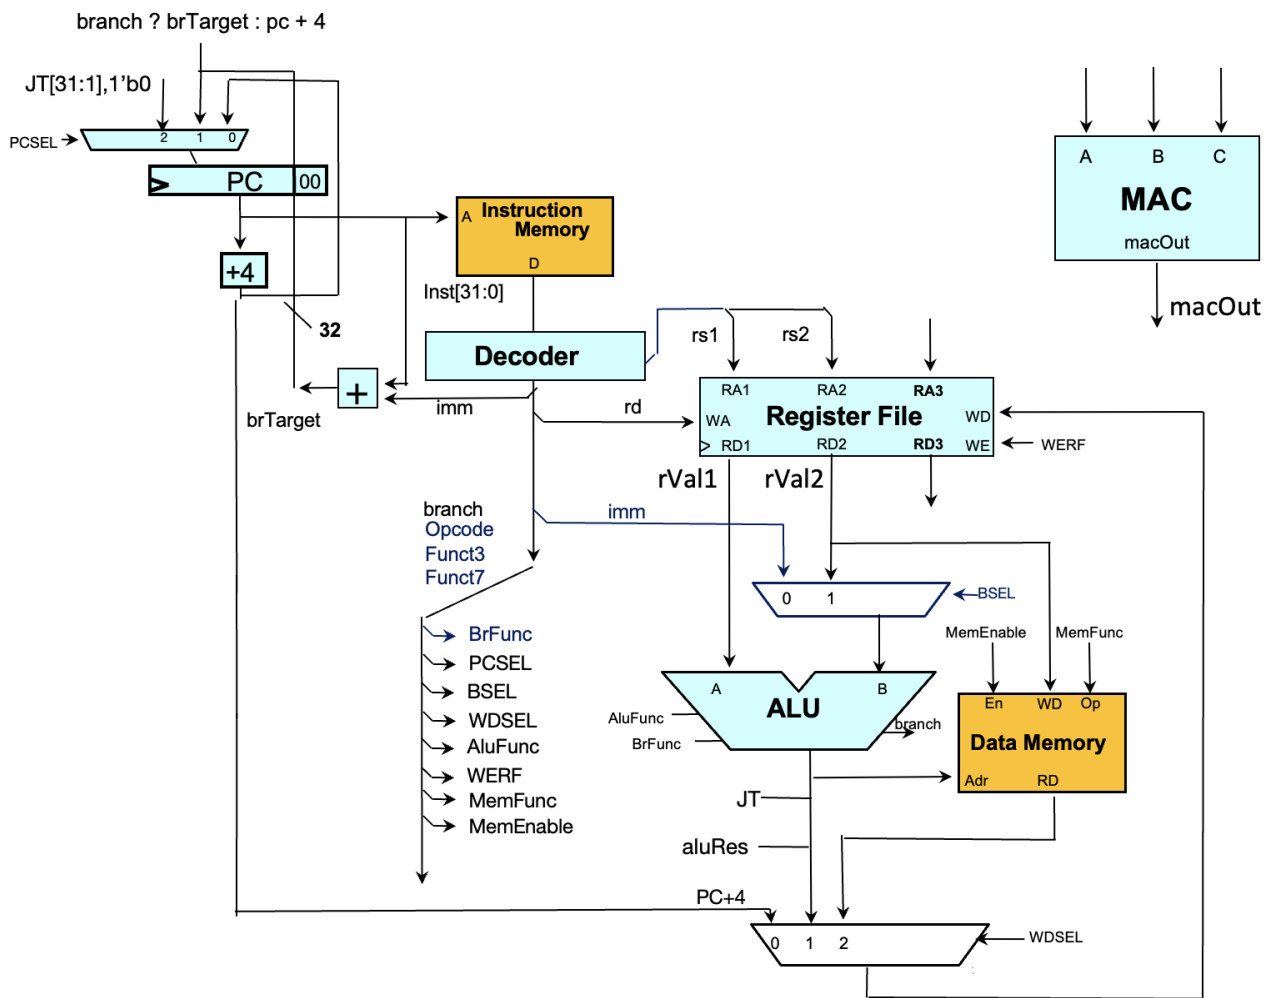 branch ? brTarget : pc + 4
JT[31:1],1'b0
PCSEL
2 1 0
PC 00
+4
32
A Instruction
Memory
D
Inst[31:0]
Decoder
+
brTarget
imm
rd
rs1
rs2
RA1 RA2 RA3
WA Register File WD
RD1 RD2 RD3 WE
WERF
rVal1
rVal2
A B C
MAC
macOut
macOut
branch
Opcode
Funct3
Funct7
imm
0 1
BSEL
BrFunc
PCSEL
BSEL
WDSEL
AluFunc
WERF
MemFunc
MemEnable
MemEnable
MemFunc
A B
ALU
AluFunc
BrFunc
branch
En WD Op
Data Memory
Adr RD
JT
aluRes
PC+4
0 1 2
WDSEL